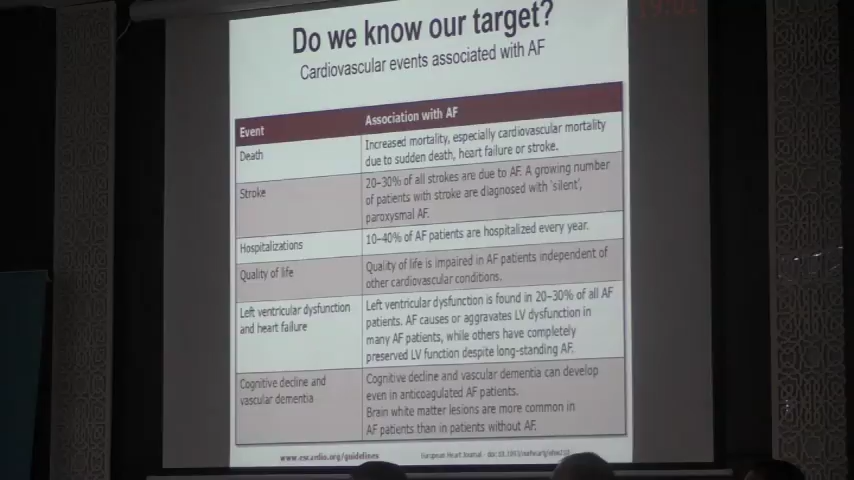 Do we know our target?
Cardiovascular events associated with AF
Event
Association with AF
Death
Increased mortality, especially cardiovascular mortality
due to sudden death, heart failure or stroke.
Stroke
20–30% of all strokes are due to AF. A growing number
of patients with stroke are diagnosed with 'silent',
paroxysmal AF.
Hospitalizations
10–40% of AF patients are hospitalized every year.
Quality of life
Quality of life is impaired in AF patients independent of
other cardiovascular conditions.
Left ventricular dysfunction
and heart failure
Left ventricular dysfunction is found in 20–30% of all AF
patients. AF causes or aggravates LV dysfunction in
many AF patients, while others have completely
preserved LV function despite long-standing AF.
Cognitive decline and
vascular dementia
Cognitive decline and vascular dementia can develop
even in anticoagulated AF patients.
Brain white matter lesions are more common in
AF patients than in patients without AF.
www.escardio.org/guidelines
European Heart Journal